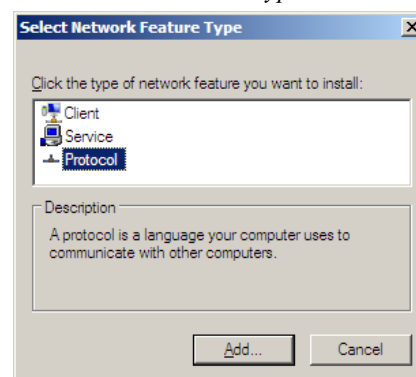 Select Network Feature Type
Click the type of network feature you want to install:
Client
Service
Protocol
Description
A protocol is a language your computer uses to
communicate with other computers.
Add...
Cancel